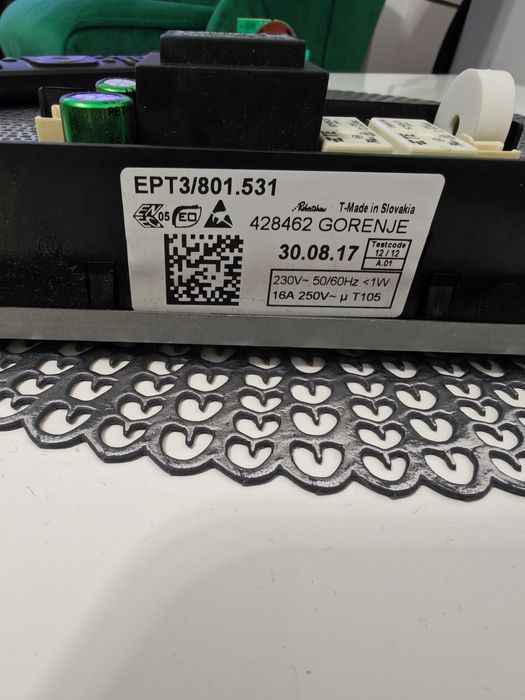 EPT3/801.531
05
Robertshaw T-Made in Slovakia
428462 GORENJE
30.08.17
Testcode
12/12
A.01
230V~ 50/60Hz <1W
16A 250V~ µ T105